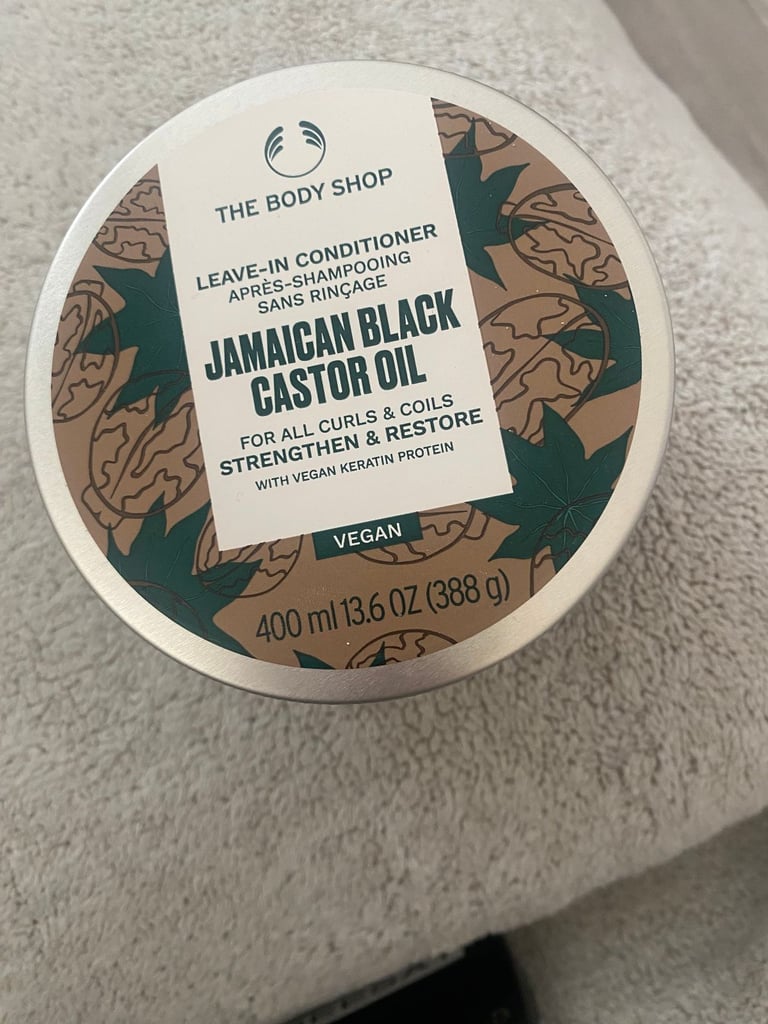 THE BODY SHOP
LEAVE-IN CONDITIONER
APRÈS-SHAMPOOING
SANS RINÇAGE
JAMAICAN BLACK
CASTOR OIL
FOR ALL CURLS & COILS
STRENGTHEN & RESTORE
WITH VEGAN KERATIN PROTEIN
VEGAN
400 ml 13.6 OZ (388 g)